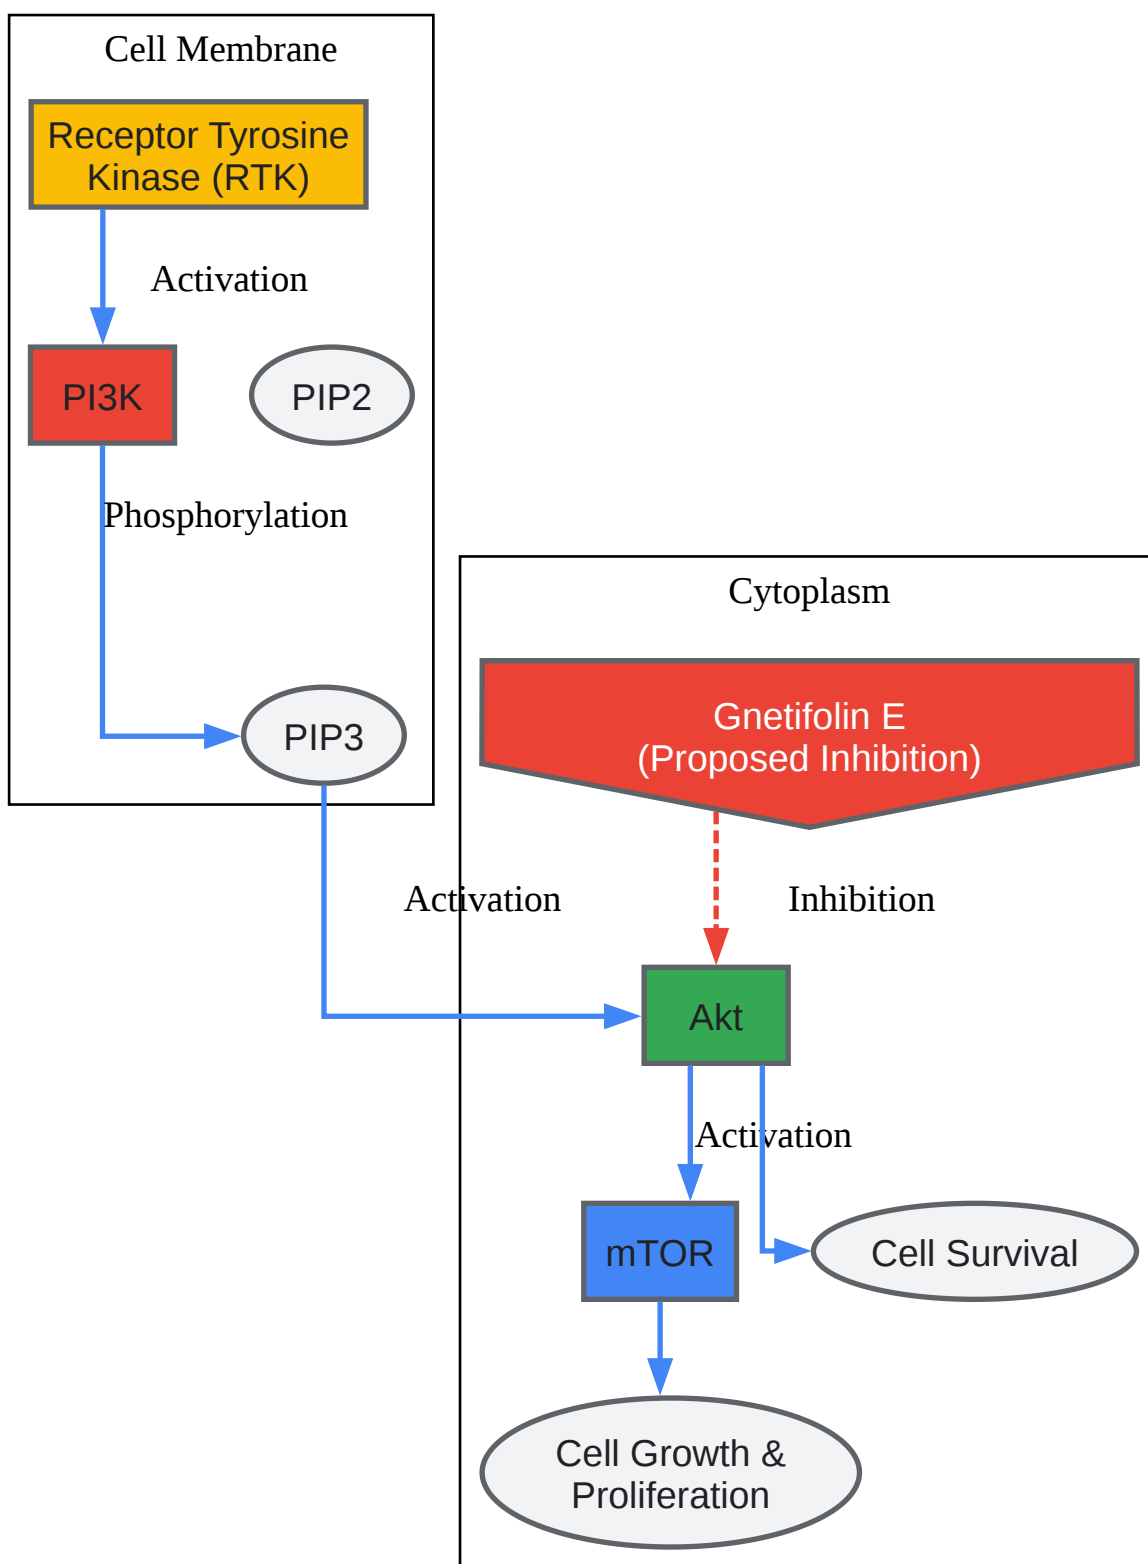 Cell Membrane
Receptor Tyrosine
Kinase (RTK)
Activation
PI3K
PIP2
Phosphorylation
PIP3
Cytoplasm
Gnetifolin E
(Proposed Inhibition)
Activation
Inhibition
Akt
Activation
mTOR
Cell Survival
Cell Growth &
Proliferation